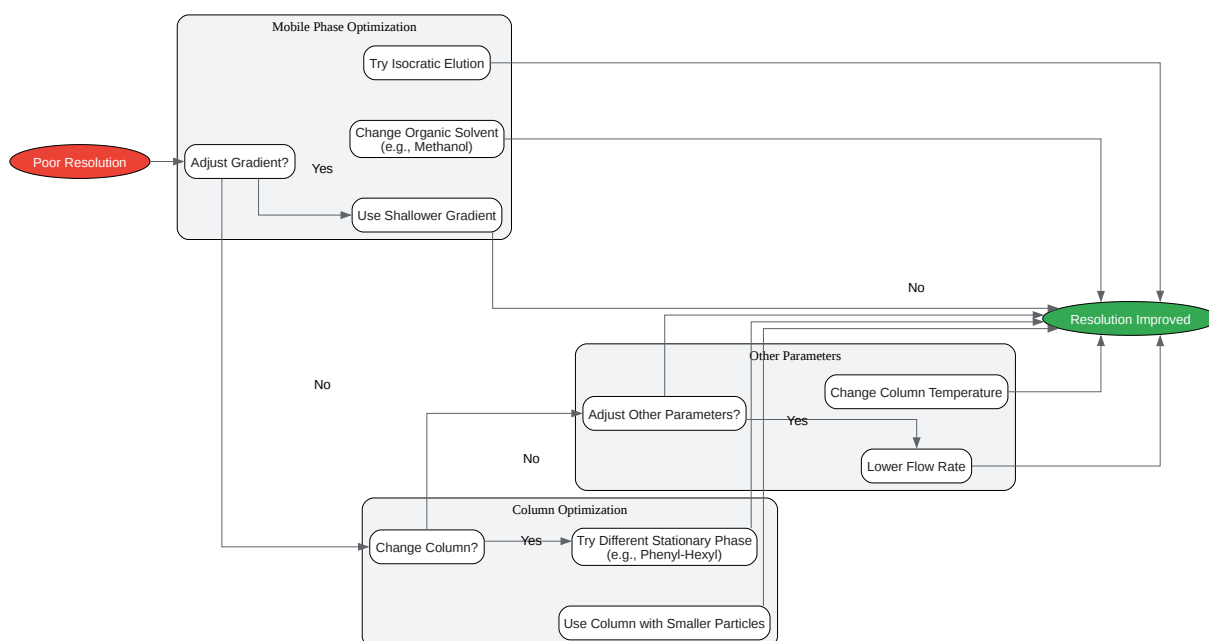 Mobile Phase Optimization
Try Isocratic Elution
Change Organic Solvent
(e.g., Methanol)
Poor Resolution
Adjust Gradient?
Yes
Use Shallower Gradient
No
Resolution Improved
Other Parameters
No
Change Column Temperature
Adjust Other Parameters?
Yes
No
Lower Flow Rate
Column Optimization
Change Column?
Yes
Try Different Stationary Phase
(e.g., Phenyl-Hexyl)
Use Column with Smaller Particles